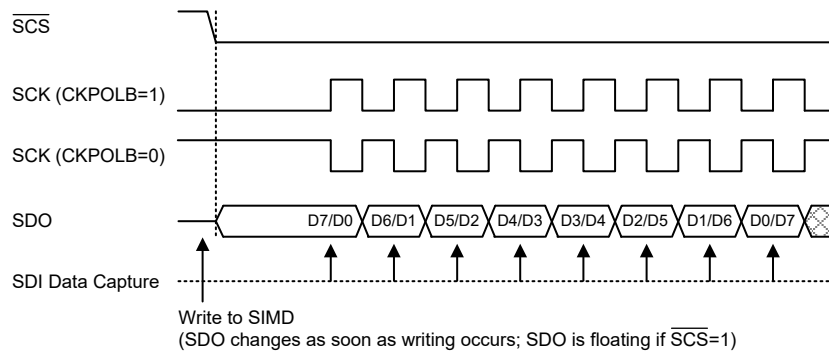 SCS
SCK (CKPOLB=1)
SCK (CKPOLB=0)
SDO D7/D0 D6/D1 D5/D2 D4/D3 D3/D4 D2/D5 D1/D6 D0/D7
SDI Data Capture
Write to SIMD
(SDO changes as soon as writing occurs; SDO is floating if SCS=1)